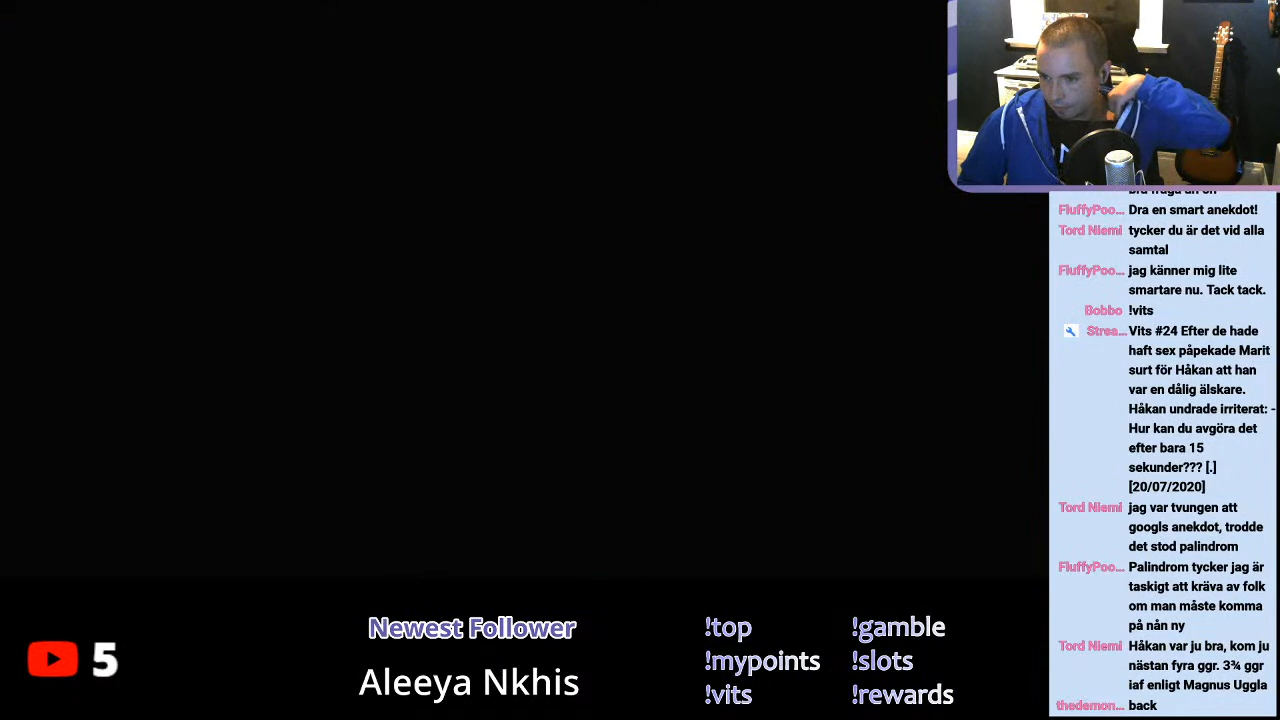 FluffyPoo... Dra en smart anekdot!
Tord Niemi tycker du är det vid alla
samtal
FluffyPoo... jag känner mig lite
smartare nu. Tack tack.
Bobbo !vits
Strea... Vits #24 Efter de hade
haft sex påpekade Marit
surt för Håkan att han
var en dålig älskare.
Håkan undrade irriterat: -
Hur kan du avgöra det
efter bara 15
sekunder??? [.]
[20/07/2020]
Tord Niemi jag var tvungen att
googls anekdot, trodde
det stod palindrom
FluffyPoo... Palindrom tycker jag är
taskigt att kräva av folk
om man måste komma
på nån ny
Tord Niemi Håkan var ju bra, kom ju
nästan fyra ggr. 3¾ ggr
iaf enligt Magnus Uggla
thedemon... back
Newest Follower
Aleeya Nkhis
!top !gamble
!mypoints !slots
!vits !rewards
5